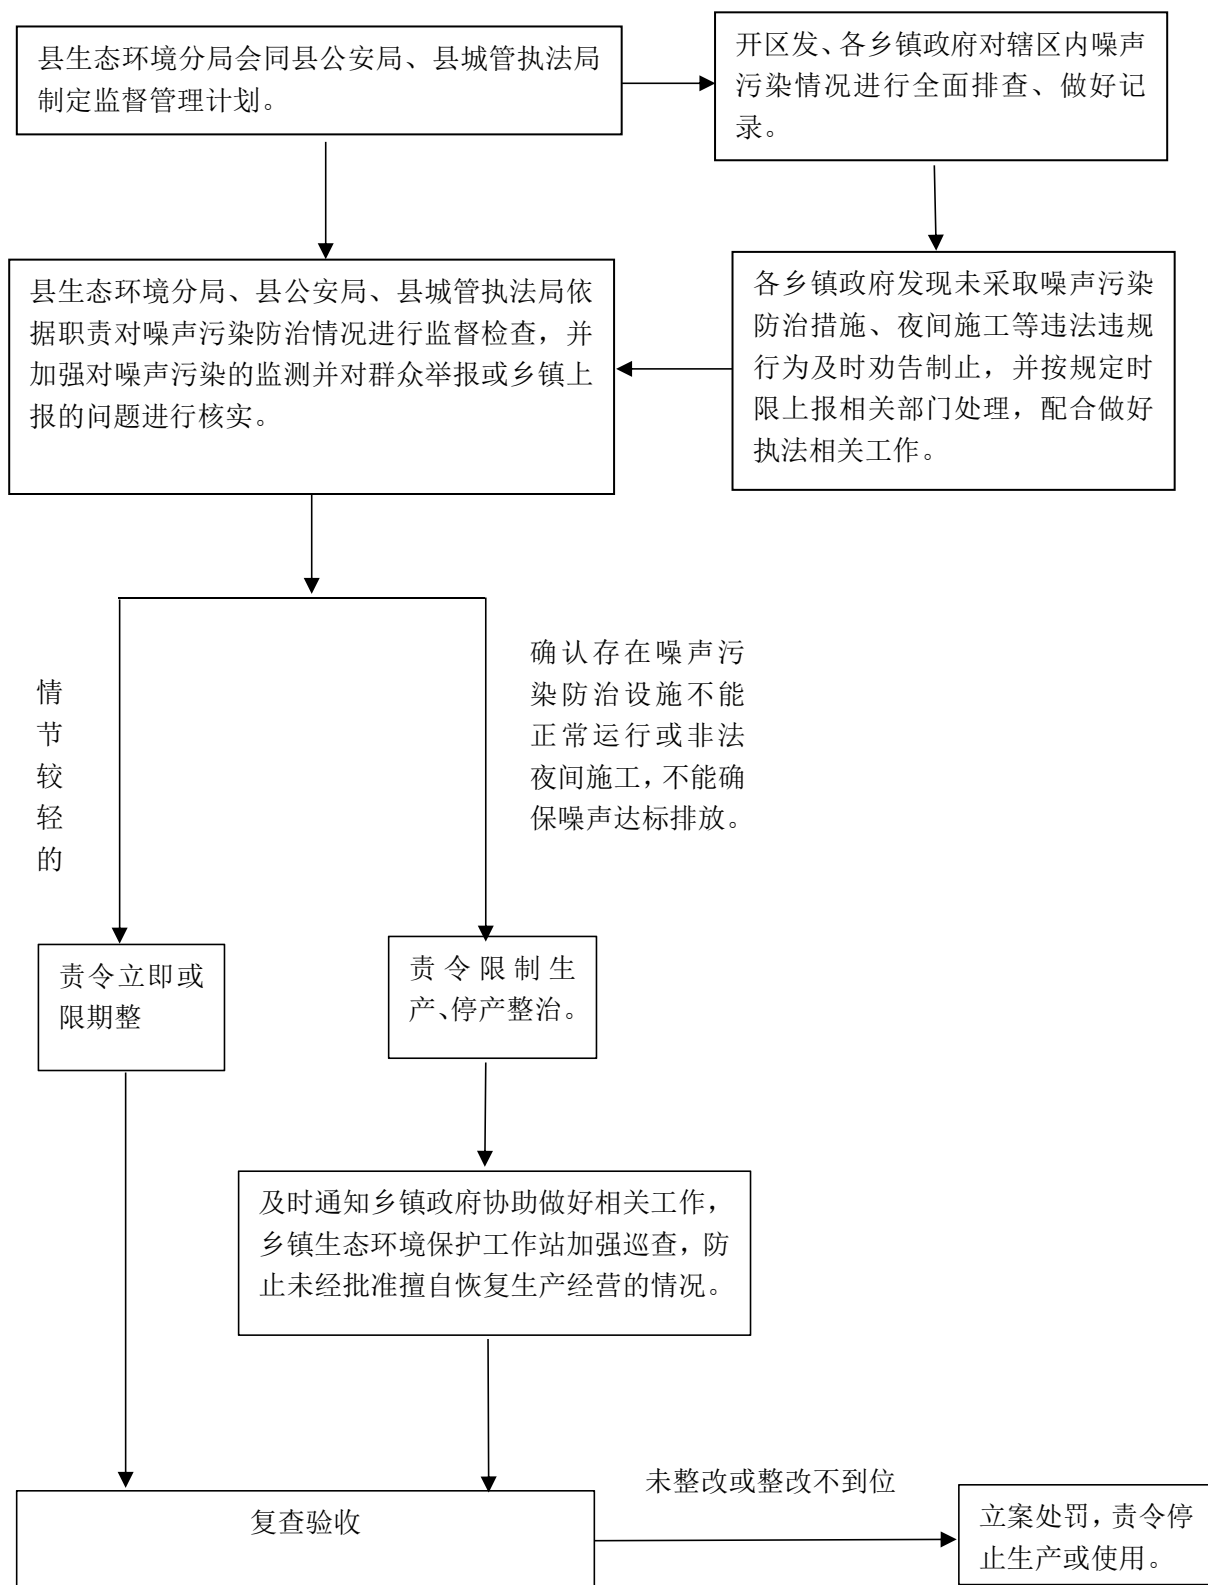 县生态环境分局会同县公安局、县城管执法局
制定监督管理计划。
开区发、各乡镇政府对辖区内噪声
污染情况进行全面排查、做好记
录。
县生态环境分局、县公安局、县城管执法局依
据职责对噪声污染防治情况进行监督检查，并
加强对噪声污染的监测并对群众举报或乡镇上
报的问题进行核实。
各乡镇政府发现未采取噪声污染
防治措施、夜间施工等违法违规
行为及时劝告制止，并按规定时
限上报相关部门处理，配合做好
执法相关工作。
情
节
较
轻
的
确认存在噪声污
染防治设施不能
正常运行或非法
夜间施工，不能确
保噪声达标排放。
责令立即或
限期整
责令限制生
产、停产整治。
及时通知乡镇政府协助做好相关工作，
乡镇生态环境保护工作站加强巡查，防
止未经批准擅自恢复生产经营的情况。
复查验收
未整改或整改不到位
立案处罚，责令停
止生产或使用。